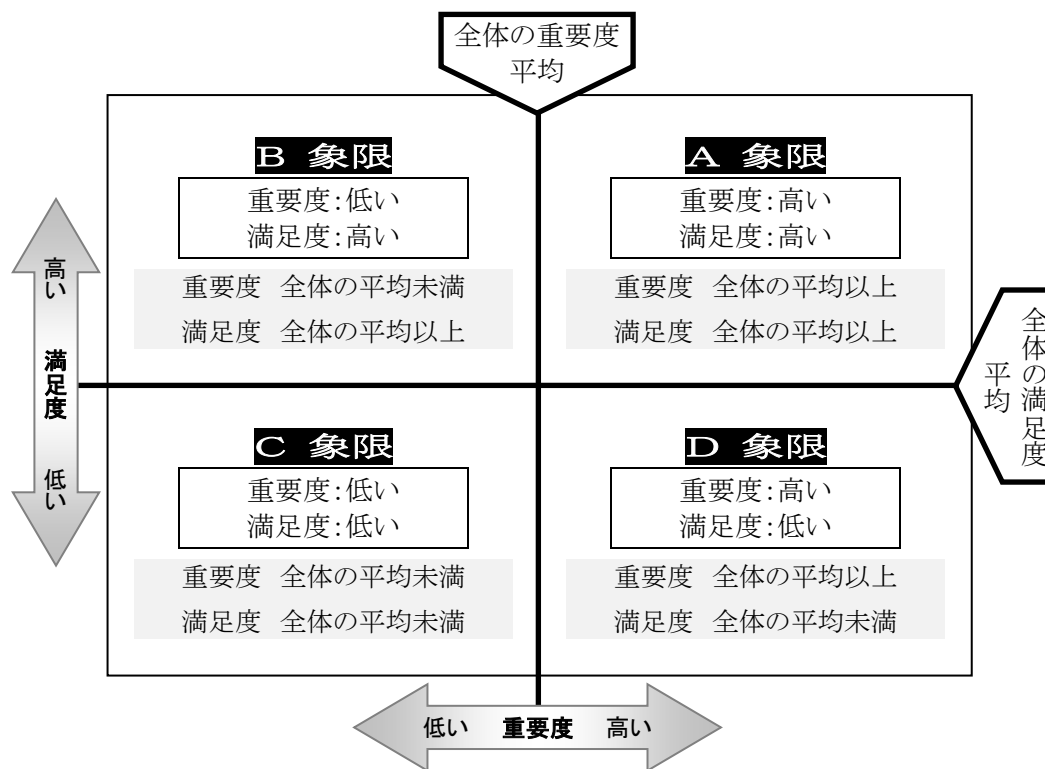 全体の重要度
平均
B 象限
重要度:低い
満足度:高い
重要度 全体の平均未満
満足度 全体の平均以上
A 象限
重要度:高い
満足度:高い
重要度 全体の平均以上
満足度 全体の平均以上
高い 満足度 低い
全体の満足度
平均
C 象限
重要度:低い
満足度:低い
重要度 全体の平均未満
満足度 全体の平均未満
D 象限
重要度:高い
満足度:低い
重要度 全体の平均以上
満足度 全体の平均未満
低い 重要度 高い